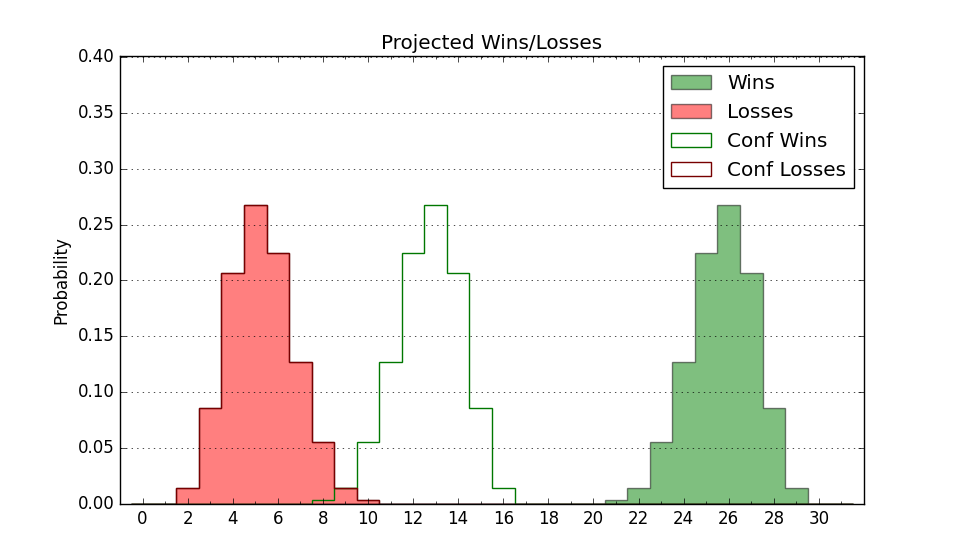 Projected Wins/Losses
0.40
0.35
0.30
0.25
0.20
0.15
0.10
0.05
0.00
Probability
Wins
Losses
Conf Wins
Conf Losses
0 2 4 6 8 10 12 14 16 18 20 22 24 26 28 30